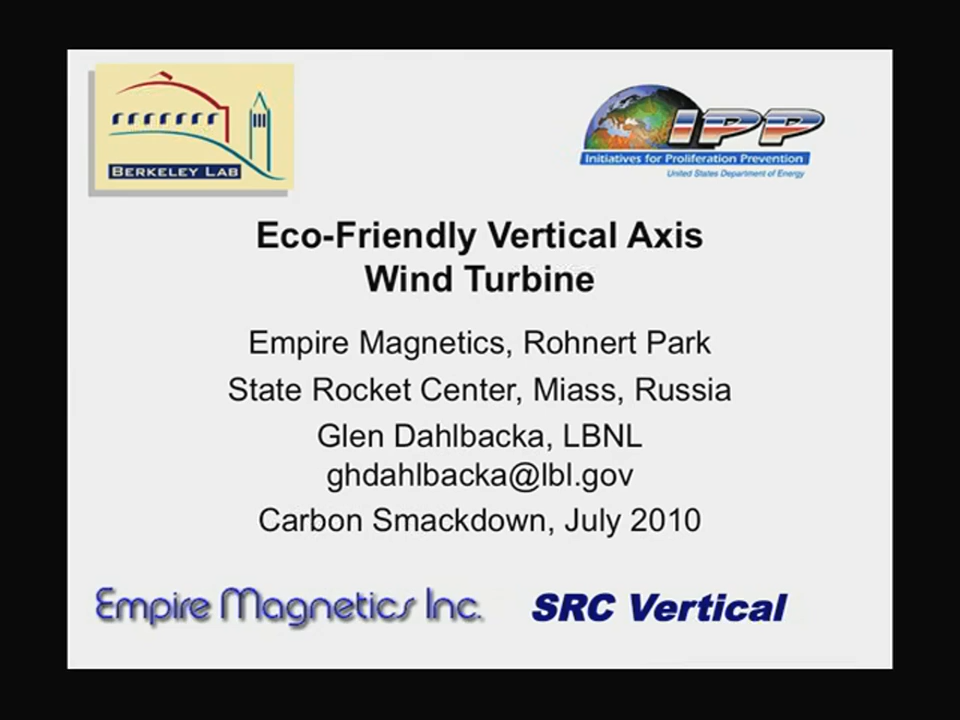 BERKELEY LAB
IPP
Initiatives for Proliferation Prevention
United States Department of Energy
Eco-Friendly Vertical Axis
Wind Turbine
Empire Magnetics, Rohnert Park
State Rocket Center, Miass, Russia
Glen Dahlbacka, LBNL
ghdahlbacka@lbl.gov
Carbon Smackdown, July 2010
Empire Magnetics Inc.
SRC Vertical